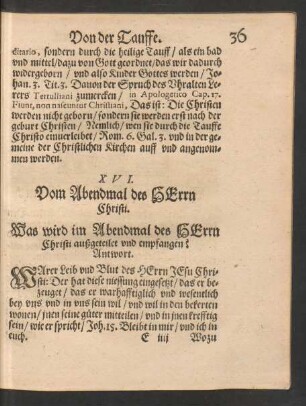 Von der Tauffe. 36
ditario, sondern durch die heilige Tauff/ als ein bad
vnd mittel/dazu von Gott geordnet/das wir dadurch
widergeborn / vnd also Kinder Gottes werden / Jo-
han. 3. Tit. 3. Dauon der Spruch des Vhralten Le-
rers Tertulliani zumercken / in Apologetico Cap. 17.
Fiunt, non nascuntur Christiani, Das ist: Die Christen
werden nicht geborn/ sondern sie werden erst nach der
geburt Christen/ Nemlich/ wen sie durch die Tauffe
Christo einuerleibet/ Rom. 6. Gal. 3. vnd in der ge-
meine der Christlichen Kirchen auff vnd angenom-
men werden.
XVI.
Vom Abendmal des HErrn
Christi.
Was wird im Abendmal des HErrn
Christi außgeteilet vnd empfangen?
Antwort.
WArer Leib vnd Blut des HErrn JEsu Chri-
sti: Der hat diese niessung eingesetzt/ das er be-
zeuget/ das er warhafftiglich vnd wesentlich
bey vns vnd in vns sein wil / vnd wil in den bekerten
wonen/ jnen seine güter mitteilen/ vnd in jnen krefftig
sein/ wie er spricht/ Joh. 15. Bleibt in mir/ vnd ich in
euch. E iiij Wozu